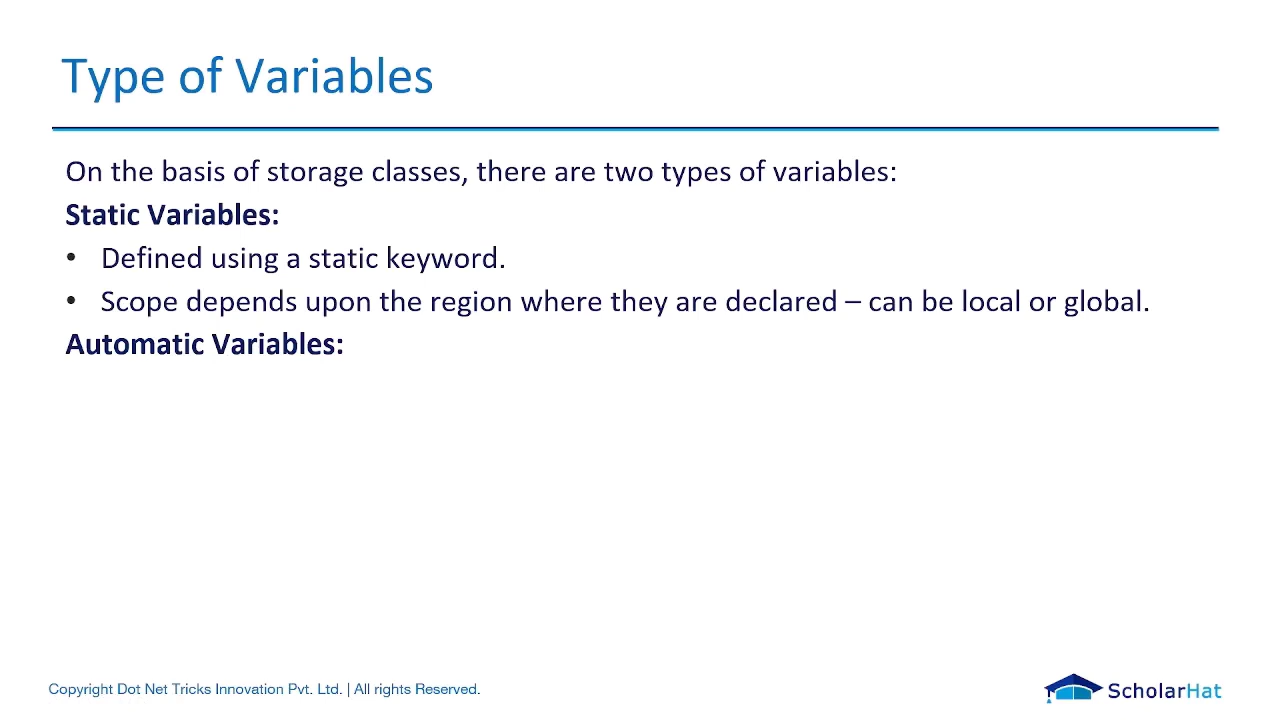 Type of Variables
On the basis of storage classes, there are two types of variables:
Static Variables:
• Defined using a static keyword.
• Scope depends upon the region where they are declared – can be local or global.
Automatic Variables:
Copyright Dot Net Tricks Innovation Pvt. Ltd. | All rights Reserved.
ScholarHat